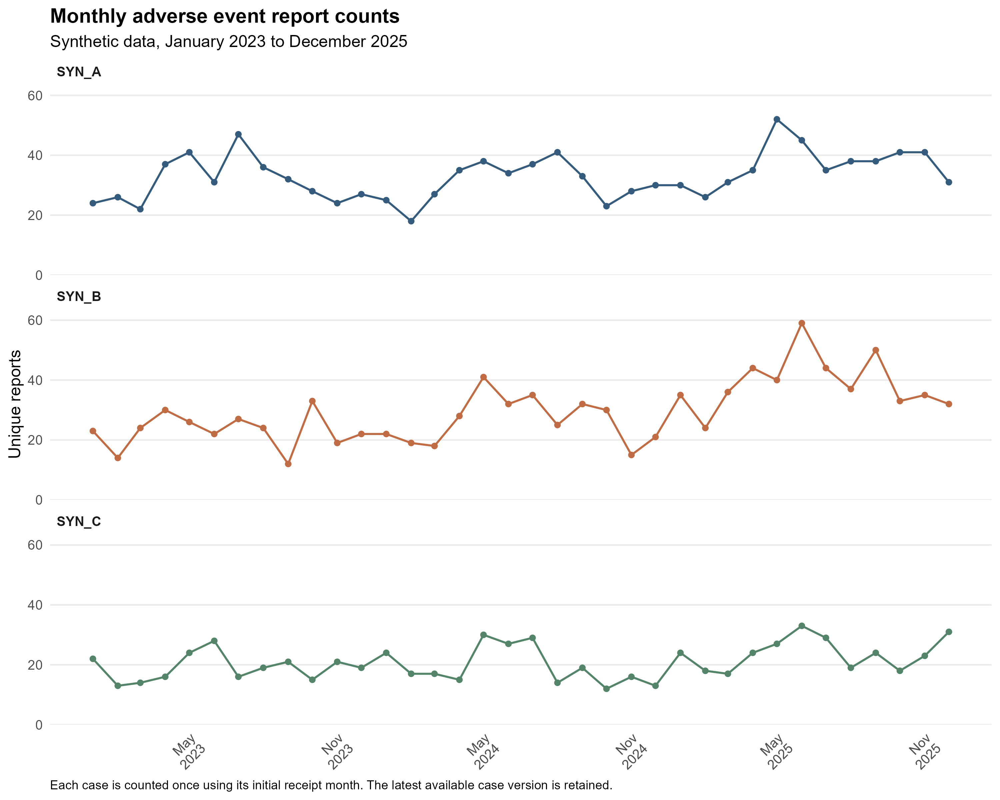 Monthly adverse event report counts
Synthetic data, January 2023 to December 2025
SYN_A
60
40
20
0
SYN_B
60
40
20
0
Unique reports
SYN_C
60
40
20
0
May
2023
Nov
2023
May
2024
Nov
2024
May
2025
Nov
2025
Each case is counted once using its initial receipt month. The latest available case version is retained.